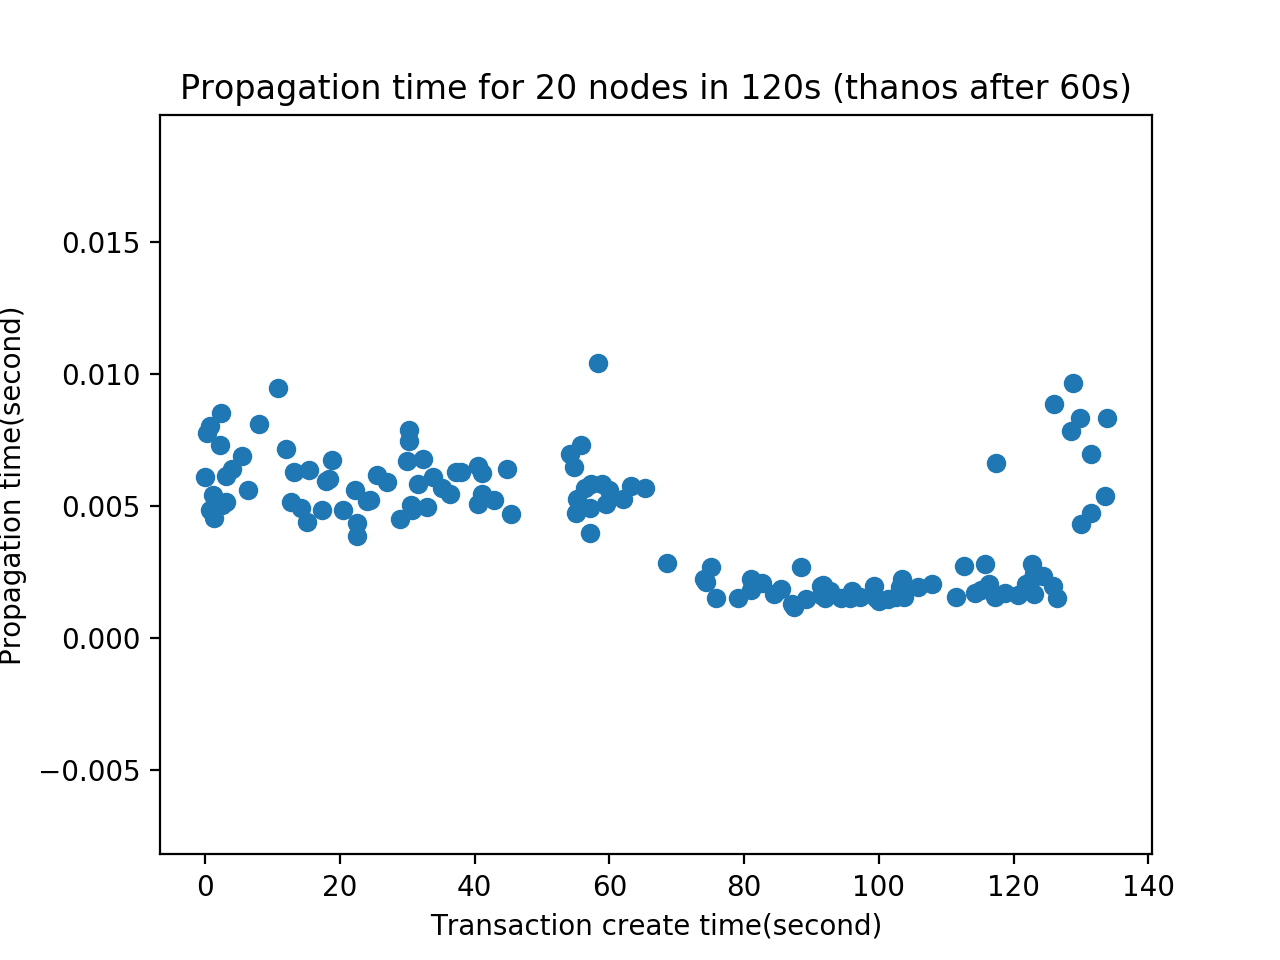 Propagation time for 20 nodes in 120s (thanos after 60s)
0.015
0.010
0.005
0.000
−0.005
Propagation time(second)
0 20 40 60 80 100 120 140
Transaction create time(second)